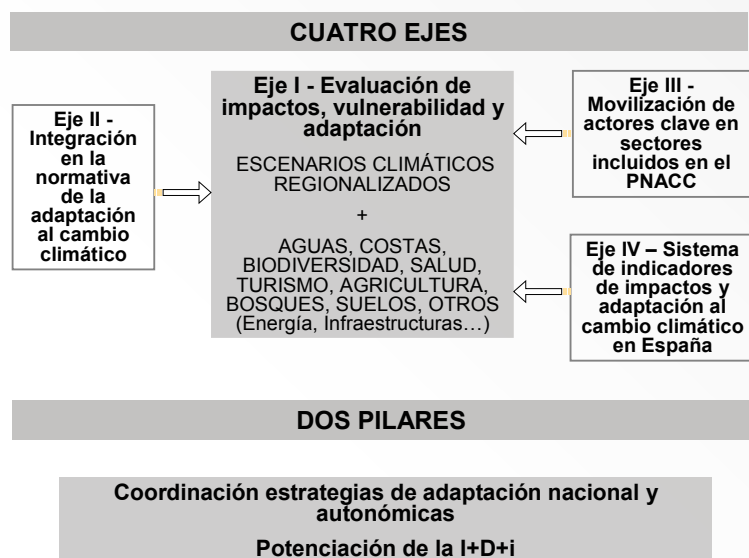 CUATRO EJES
Eje II -
Integración
en la
normativa
de la
adaptación
al cambio
climático
Eje I - Evaluación de
impactos, vulnerabilidad y
adaptación
ESCENARIOS CLIMÁTICOS
REGIONALIZADOS
+
AGUAS, COSTAS,
BIODIVERSIDAD, SALUD,
TURISMO, AGRICULTURA,
BOSQUES, SUELOS, OTROS
(Energía, Infraestructuras…)
Eje III -
Movilización de
actores clave en
sectores
incluidos en el
PNACC
Eje IV – Sistema
de indicadores
de impactos y
adaptación al
cambio climático
en España
DOS PILARES
Coordinación estrategias de adaptación nacional y
autonómicas
Potenciación de la I+D+i